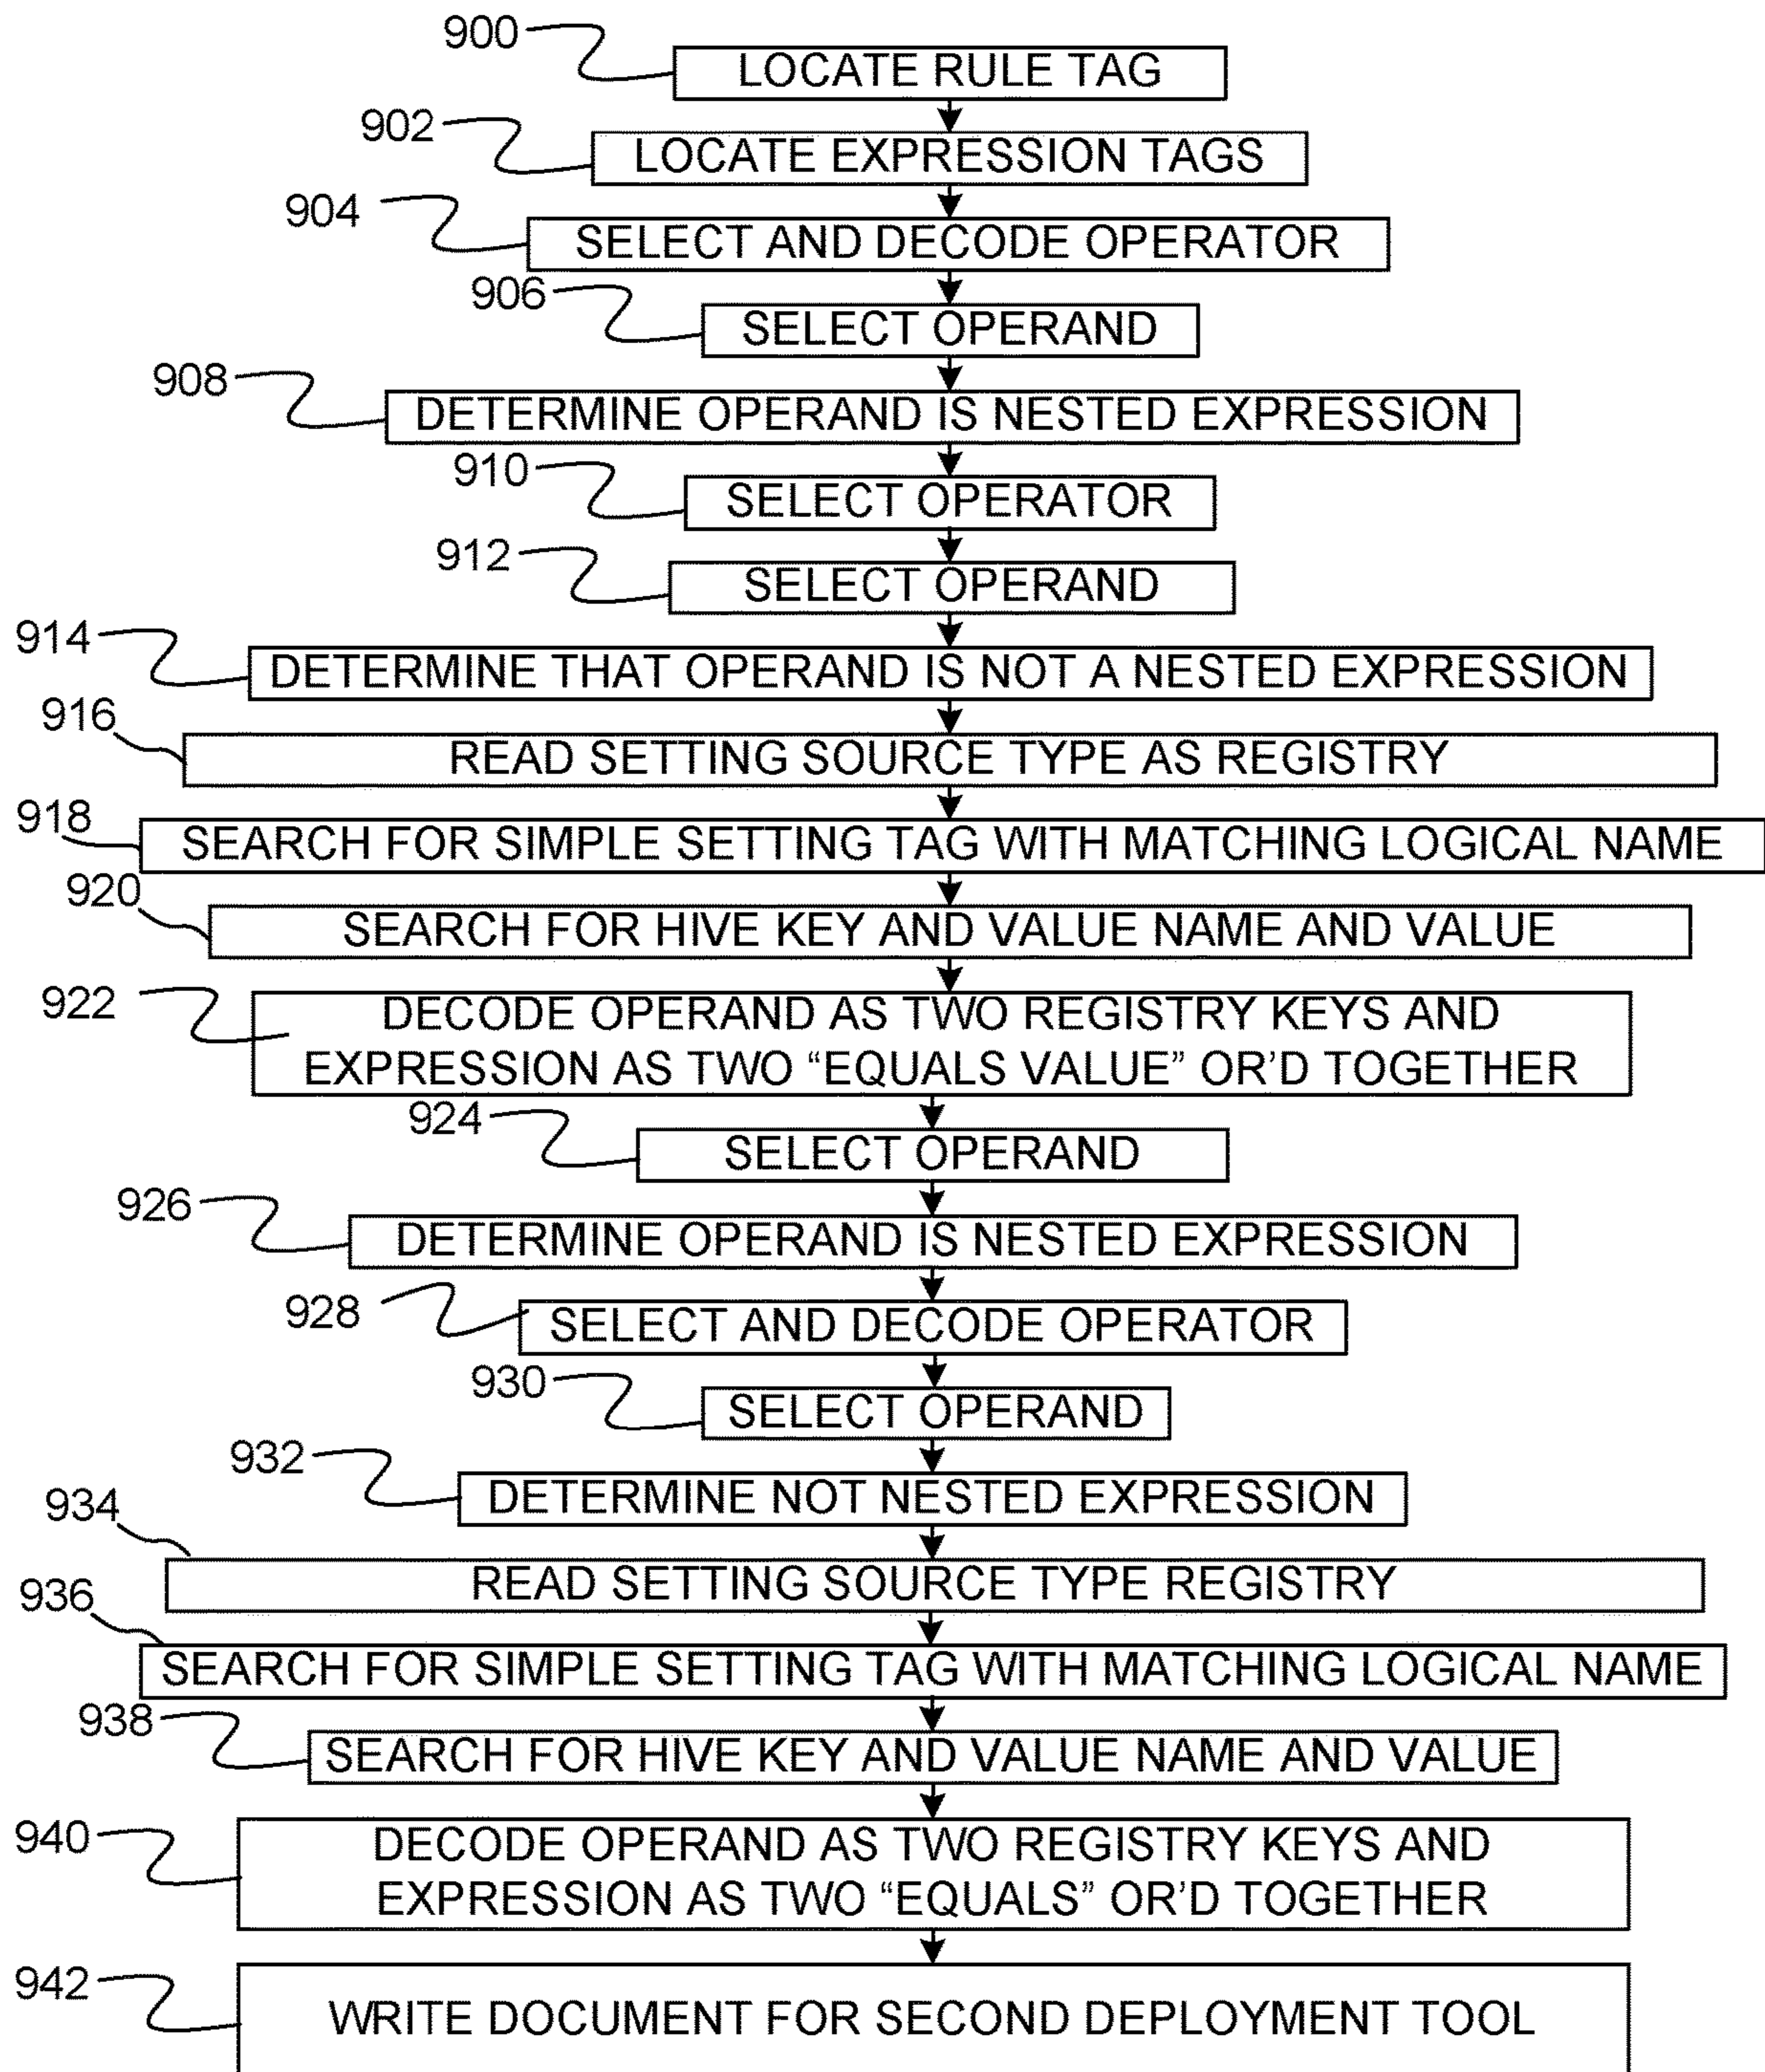 900
LOCATE RULE TAG
902
LOCATE EXPRESSION TAGS
904
SELECT AND DECODE OPERATOR
906
SELECT OPERAND
908
DETERMINE OPERAND IS NESTED EXPRESSION
910
SELECT OPERATOR
912
SELECT OPERAND
914
DETERMINE THAT OPERAND IS NOT A NESTED EXPRESSION
916
READ SETTING SOURCE TYPE AS REGISTRY
918
SEARCH FOR SIMPLE SETTING TAG WITH MATCHING LOGICAL NAME
920
SEARCH FOR HIVE KEY AND VALUE NAME AND VALUE
922
DECODE OPERAND AS TWO REGISTRY KEYS AND
EXPRESSION AS TWO “EQUALS VALUE” OR’D TOGETHER
924
SELECT OPERAND
926
DETERMINE OPERAND IS NESTED EXPRESSION
928
SELECT AND DECODE OPERATOR
930
SELECT OPERAND
932
DETERMINE NOT NESTED EXPRESSION
934
READ SETTING SOURCE TYPE REGISTRY
936
SEARCH FOR SIMPLE SETTING TAG WITH MATCHING LOGICAL NAME
938
SEARCH FOR HIVE KEY AND VALUE NAME AND VALUE
940
DECODE OPERAND AS TWO REGISTRY KEYS AND
EXPRESSION AS TWO “EQUALS” OR’D TOGETHER
942
WRITE DOCUMENT FOR SECOND DEPLOYMENT TOOL